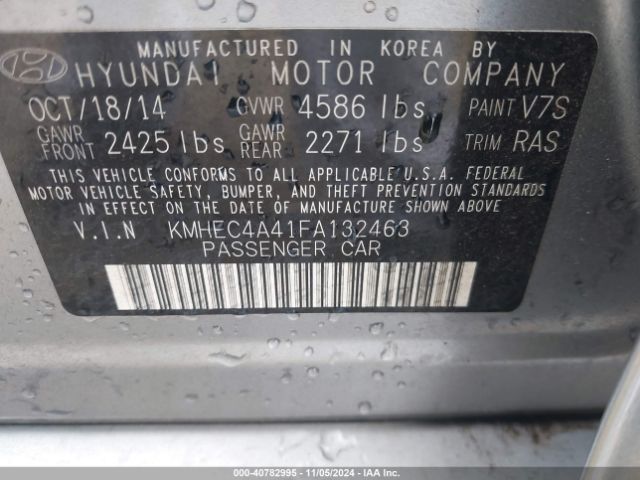 MANUFACTURED IN KOREA BY
HYUNDAI MOTOR COMPANY
OCT/18/14 GVWR 4586 lbs PAINT V7S
GAWR FRONT 2425 lbs GAWR REAR 2271 lbs TRIM RAS
THIS VEHICLE CONFORMS TO ALL APPLICABLE U.S.A. FEDERAL
MOTOR VEHICLE SAFETY, BUMPER, AND THEFT PREVENTION STANDARDS
IN EFFECT ON THE DATE OF MANUFACTURE SHOWN ABOVE
V.I.N KMHEC4A41FA132463
PASSENGER CAR
000-40782995 - 11/05/2024 - IAA Inc.